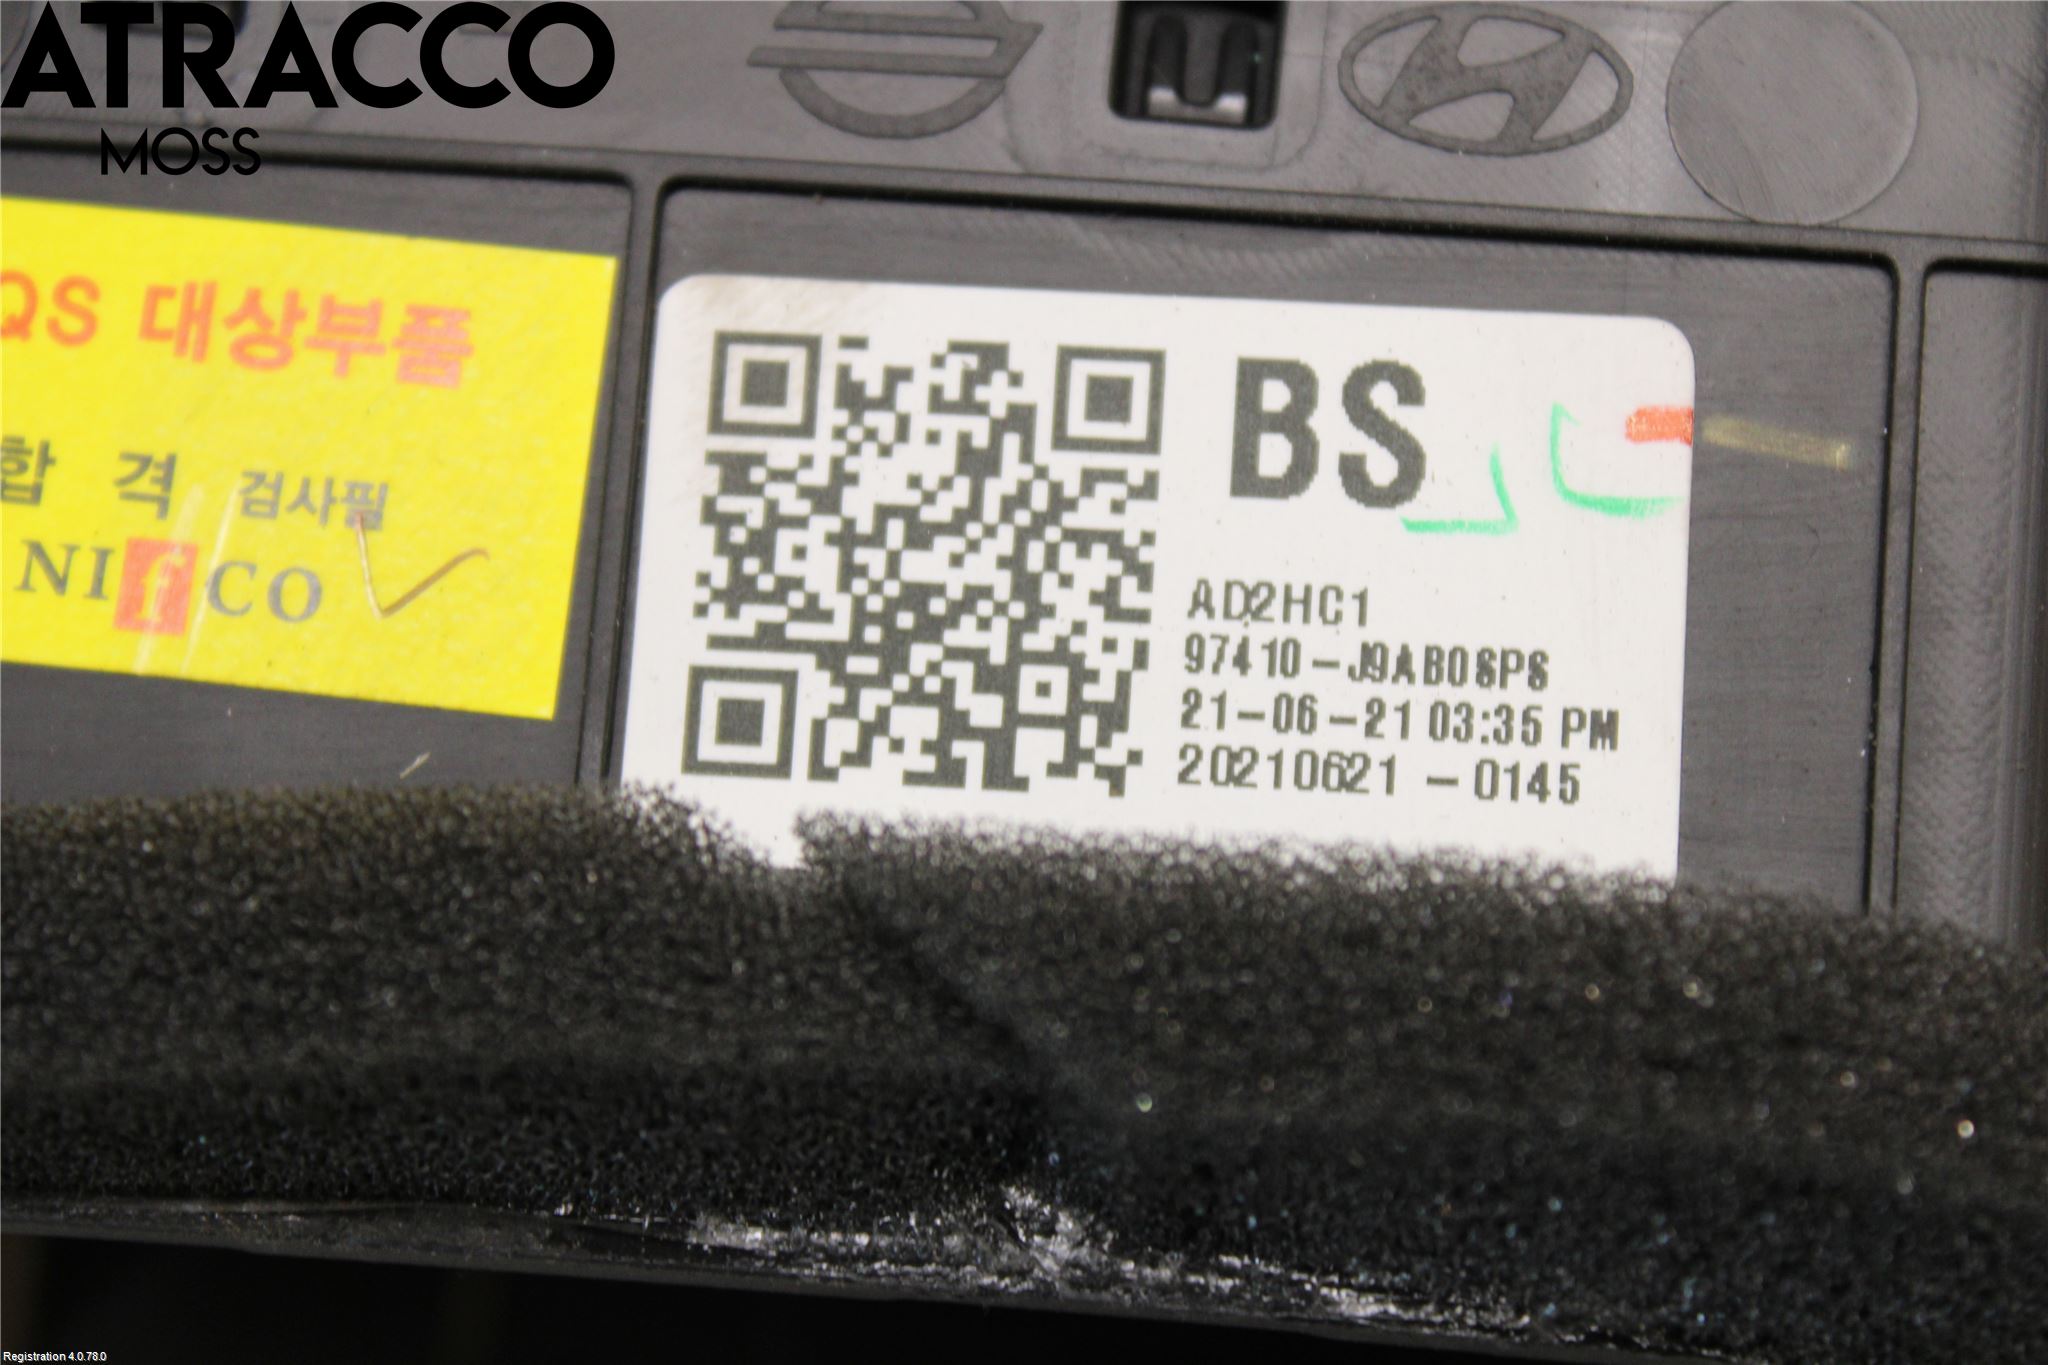 ATRACCO
MOSS
QS 대상부품
합 격 검사필
NIfCO
BS
AD2HC1
97410-J9AB0SPS
21-06-21 03:35 PM
20210621-0145
Registration 4.0.78.0